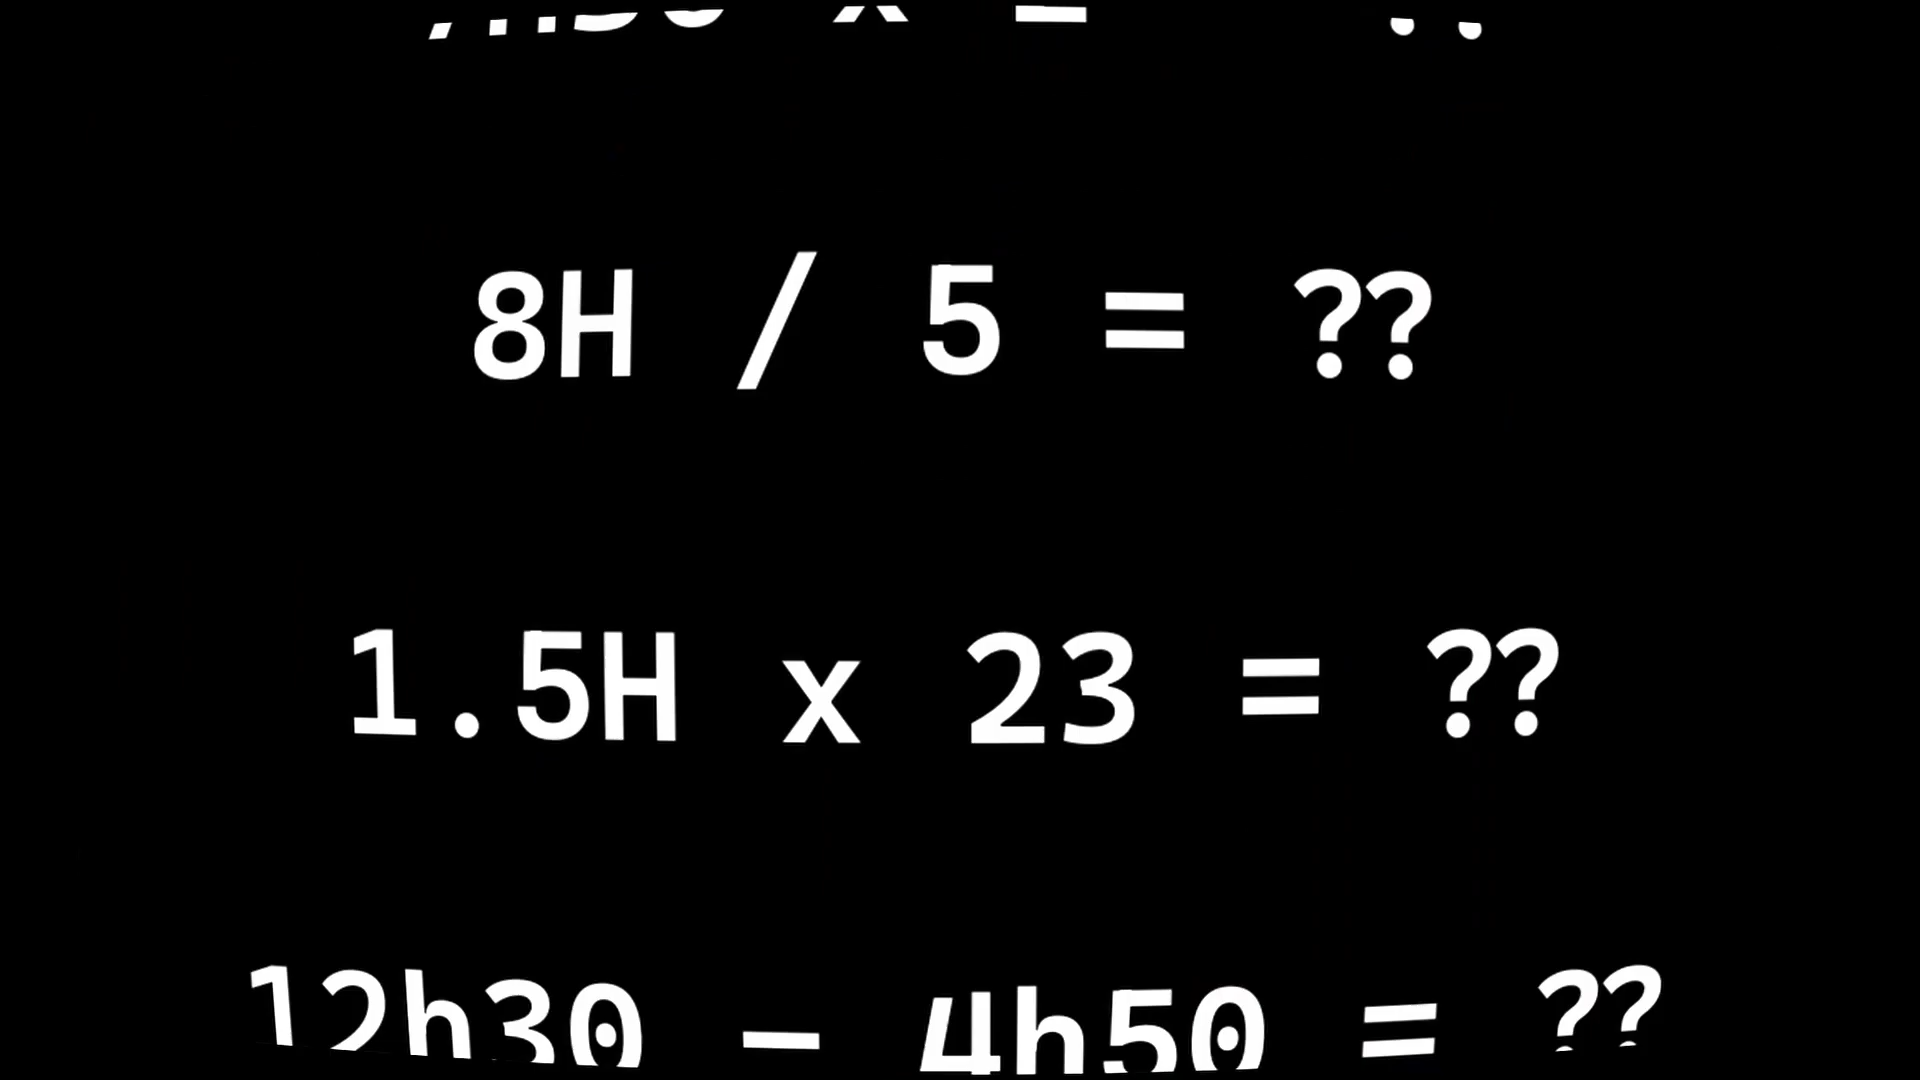 8H / 5 = ??
1.5H x 23 = ??
12h30 – 4h50 = ??